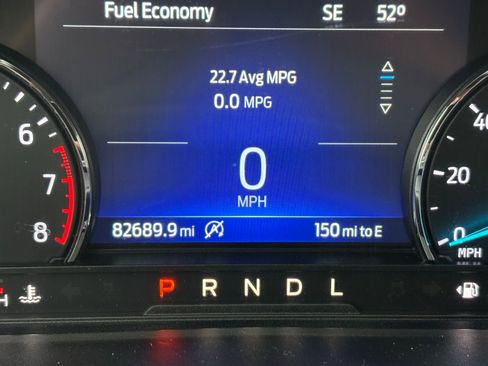 Fuel Economy SE 52º
22.7 Avg MPG
0.0 MPG
6
7
8
40
20
0
MPH
0
MPH
82689.9 mi A 150 mi to E
H P R N D L